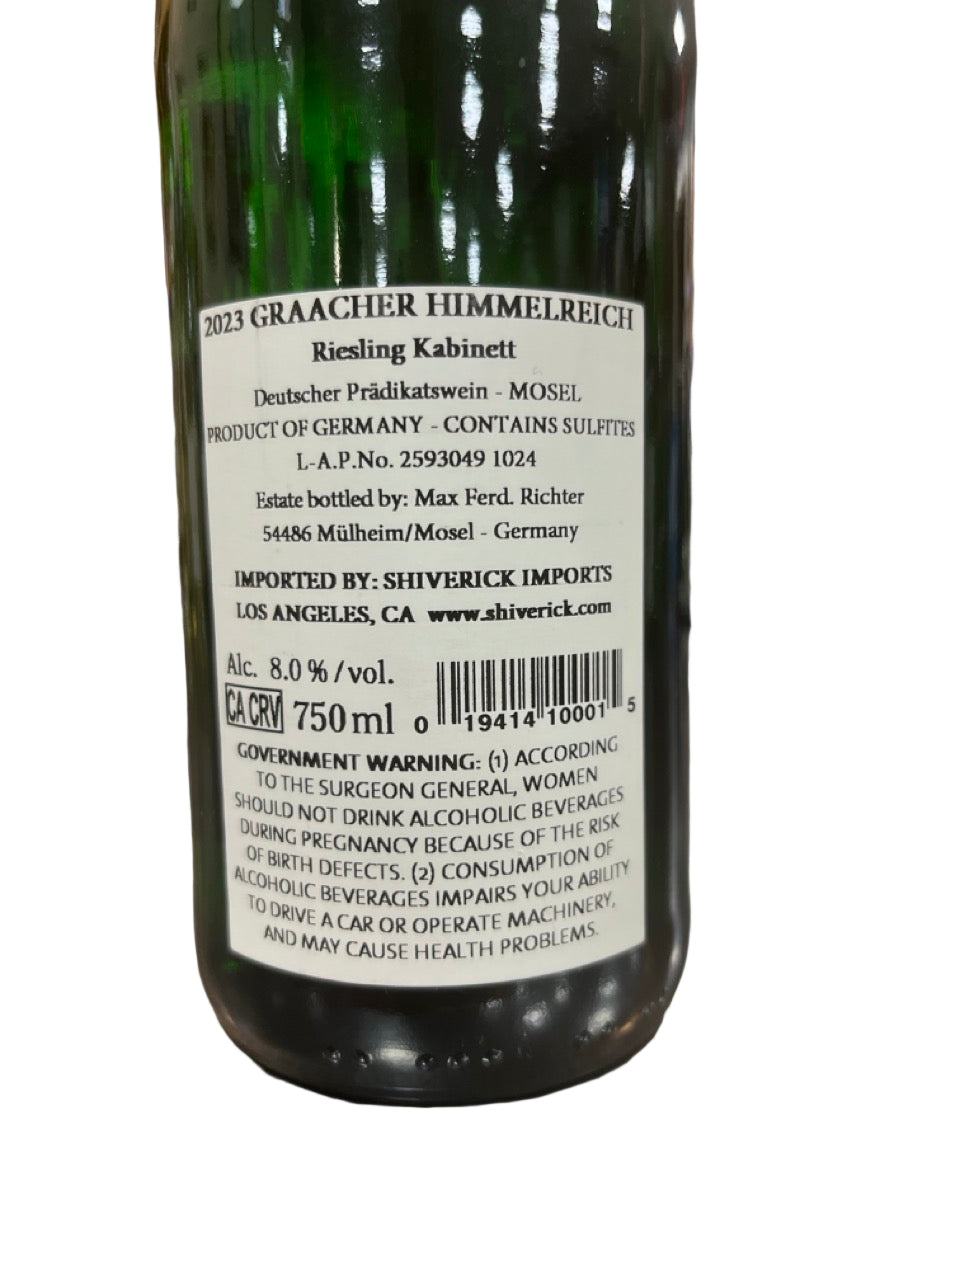 2023 GRAACHER HIMMELREICH
Riesling Kabinett
Deutscher Prädikatswein - MOSEL
PRODUCT OF GERMANY - CONTAINS SULFITES
L-A.P.No. 2593049 1024
Estate bottled by: Max Ferd. Richter
54486 Mülheim/Mosel - Germany
IMPORTED BY: SHIVERICK IMPORTS
LOS ANGELES, CA www.shiverick.com
Alc. 8.0 % / vol.
CA CRV 750 ml
0 19414 10001 5
GOVERNMENT WARNING: (1) ACCORDING
TO THE SURGEON GENERAL, WOMEN
SHOULD NOT DRINK ALCOHOLIC BEVERAGES
DURING PREGNANCY BECAUSE OF THE RISK
OF BIRTH DEFECTS. (2) CONSUMPTION OF
ALCOHOLIC BEVERAGES IMPAIRS YOUR ABILITY
TO DRIVE A CAR OR OPERATE MACHINERY,
AND MAY CAUSE HEALTH PROBLEMS.